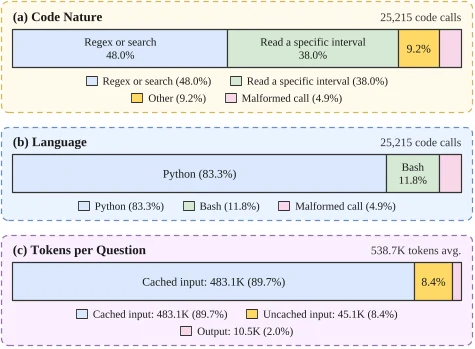 (a) Code Nature 25,215 code calls
Regex or search Read a specific interval
48.0% 38.0% 9.2%
Regex or search (48.0%) Read a specific interval (38.0%)
Other (9.2%) Malformed call (4.9%)
(b) Language 25,215 code calls
Python (83.3%) Bash
11.8%
Python (83.3%) Bash (11.8%) Malformed call (4.9%)
(c) Tokens per Question 538.7K tokens avg.
Cached input: 483.1K (89.7%) 8.4%
Cached input: 483.1K (89.7%) Uncached input: 45.1K (8.4%)
Output: 10.5K (2.0%)